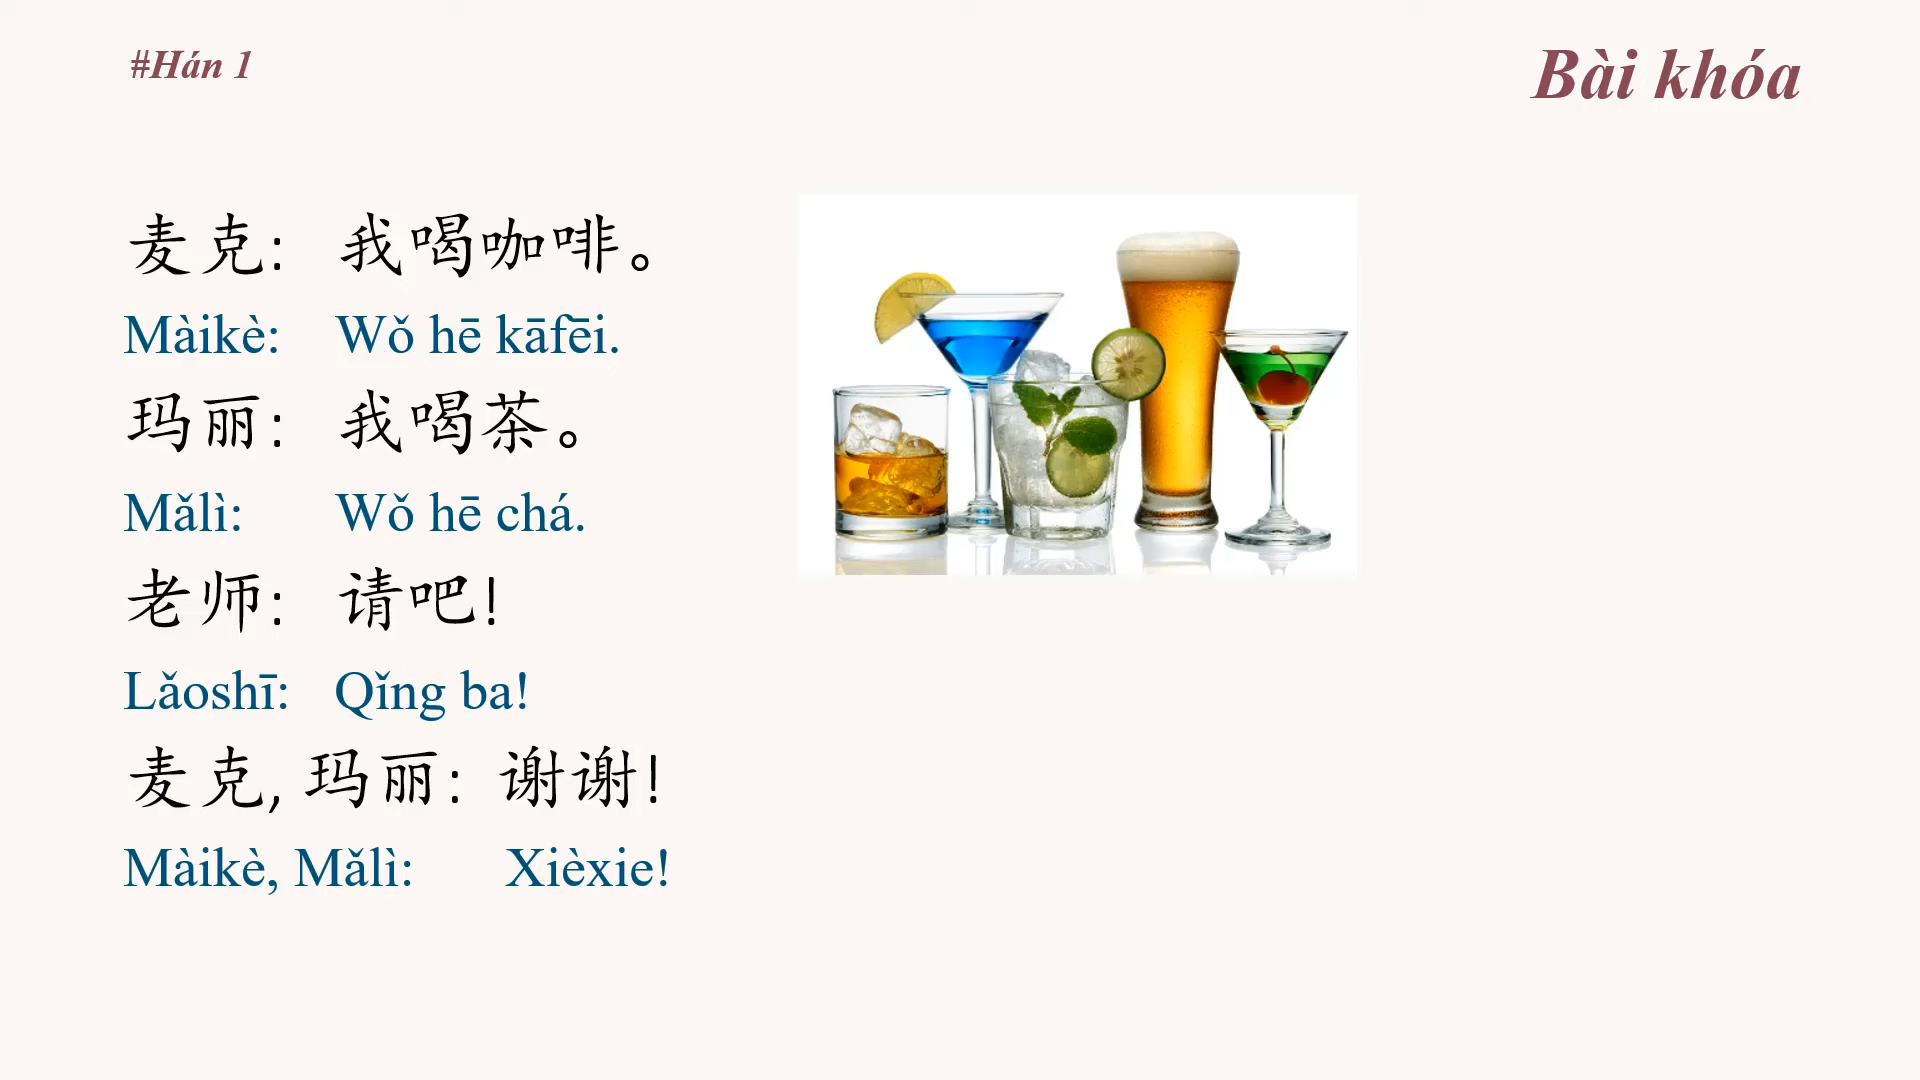 #Hán 1
Bài khóa
麦克: 我喝咖啡。
Màikè: Wǒ hē kāfēi.
玛丽: 我喝茶。
Mǎlì: Wǒ hē chá.
老师: 请吧!
Lǎoshī: Qǐng ba!
麦克, 玛丽: 谢谢!
Màikè, Mǎlì: Xièxie!